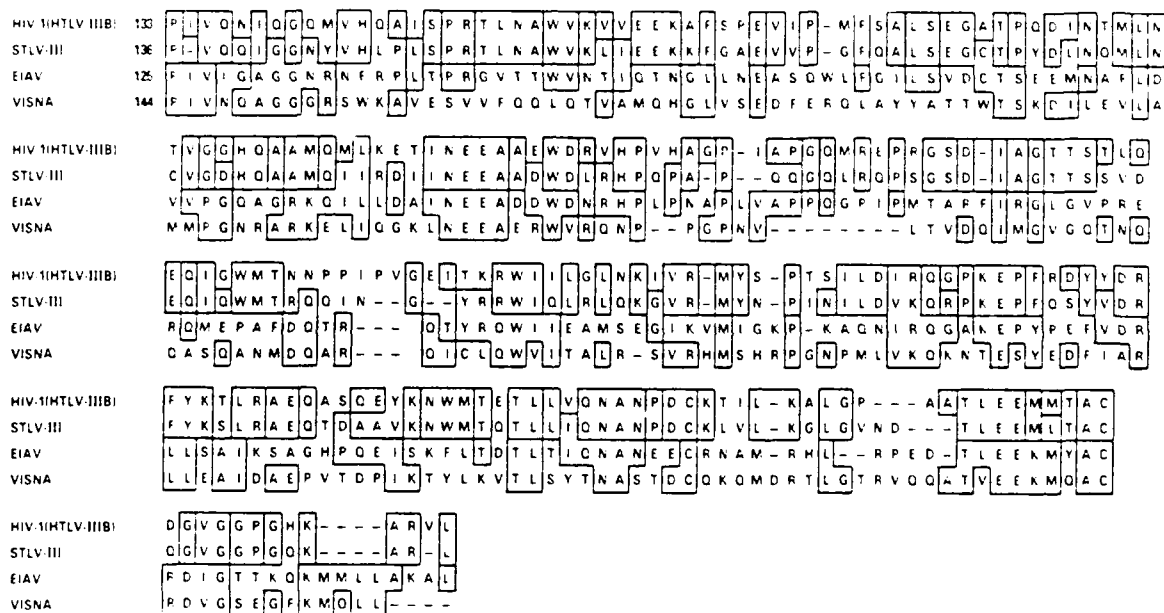 HIV-1(HTLV-IIIB) 133 P I V Q N I Q G Q M V H Q A I S P R T L N A W V K V V E E K A F S P E V I P - M F S A L S E G A T P Q D I N T M L N
STLV-III 136 P I - V Q Q I G G N Y V H L P L S P R T L N A W V K L I E E K K F G A E V V P - G F Q A L S E G C T P Y D L N Q M L N
EIAV 125 F I V I G A G G N R N F R P L T P R G V T T W V N T I Q T N G L L N E A S Q W L F G I L S V D C T S E E M N A F L D
VISNA 144 F I V N Q A G G G R S W K A V E S V V F Q Q L Q T V A M Q H G L V S E D F E R Q L A Y Y A T T W T S K D I L E V L A
HIV-1(HTLV-IIIB) T V G G H Q A A M Q M L K E T I N E E A A E W D R V H P V H A G P - I A P G Q M R E P R G S D - I A G T T S T L Q
STLV-III C V G D H Q A A M Q I I R D I I N E E A A D W D L R H P Q P A - P - Q Q G Q L R Q P S G S D - I A G T T S S V D
EIAV V V P G Q A G R K Q I L L D A I N E E A D D W D N R H P L P N A P L V A P P Q G P I P M T A F F I R G L G V P R E
VISNA M M P G N R A R K E L I Q G K L N E E A E R W V R Q N P - - P G P N V - - - - - L T V D Q I M G V G Q T N Q
HIV-1(HTLV-IIIB) E Q I G W M T N N P P I P V G E I T K R W I I L G L N K I V R - M Y S - P T S I L D I R Q G P K E P F R D Y Y D R
STLV-III E Q I Q W M T R Q Q I N - - G - - Y R R W I Q L R L Q K G V R - M Y N - P I N I L D V K Q R P K E P F Q S Y V D R
EIAV R Q M E P A F D Q T R - - - Q T Y R Q W I I E A M S E G I K V M I G K P - K A Q N I R Q G A K E P Y P E F V D R
VISNA C A S Q A N M D Q A R - - - Q I C L Q W V I T A L R - S V R H M S H R P G N P M L V K Q K N T E S Y E D F I A R
HIV-1(HTLV-IIIB) F Y K T L R A E Q A S Q E Y K N W M T E T L L V Q N A N P D C K T I L - K A L G P - - - A A T L E E M M T A C
STLV-III F Y K S L R A E Q T D A A V K N W M T Q T L L I Q N A N P D C K L V L - K G L G V N D - - - T L E E M L T A C
EIAV L L S A I K S A G H P Q E I S K F L T D T L T I Q N A N E E C R N A M - R H L - - R P E D - T L E E K M Y A C
VISNA L L E A I D A E P V T D P I K T Y L K V T L S Y T N A S T D C Q K Q M D R T L G T R V Q Q A T V E E K M Q A C
HIV-1(HTLV-IIIB) D G V G G P G H K - - - - A R V L
STLV-III Q G V G G P G Q K - - - - A R - L
EIAV F D I G T T K Q K M M L L A K A L
VISNA R D V G S E G F K M Q L L - - - -